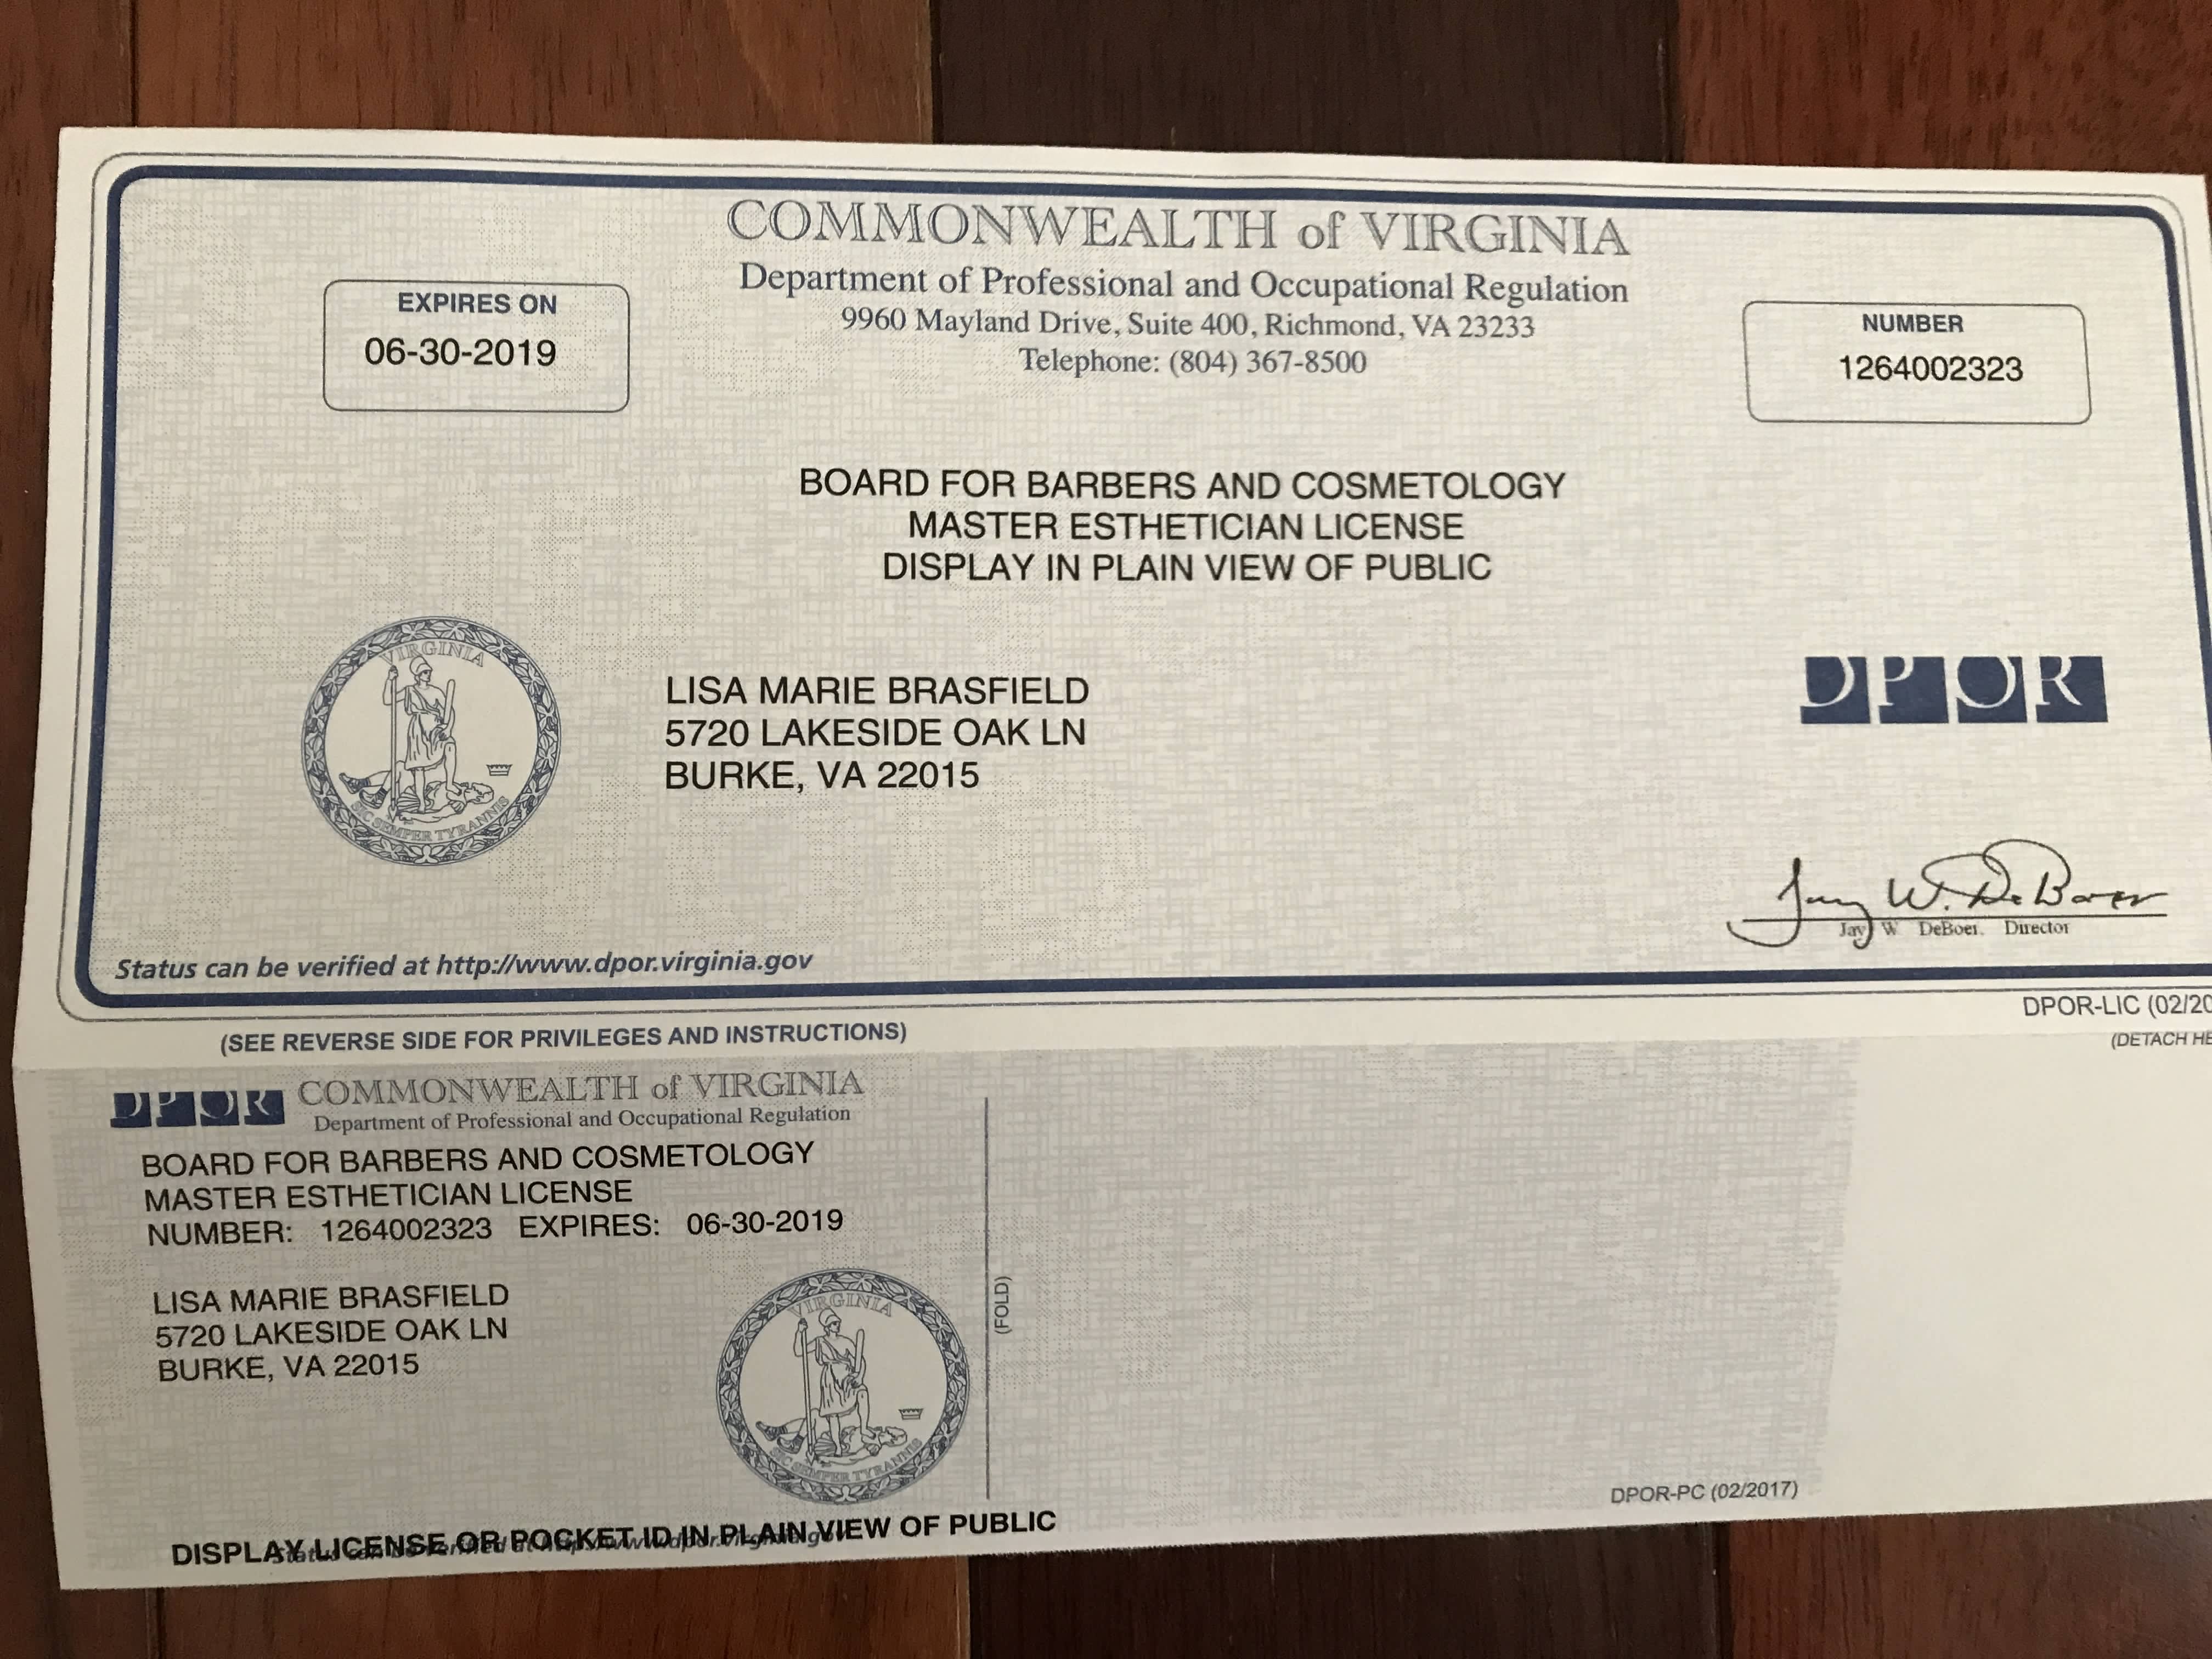 COMMONWEALTH of VIRGINIA
Department of Professional and Occupational Regulation
9960 Mayland Drive, Suite 400, Richmond, VA 23233
Telephone: (804) 367-8500
EXPIRES ON
06-30-2019
NUMBER
1264002323
BOARD FOR BARBERS AND COSMETOLOGY
MASTER ESTHETICIAN LICENSE
DISPLAY IN PLAIN VIEW OF PUBLIC
VIRGINIA
SIC SEMPER TYRANNIS
LISA MARIE BRASFIELD
5720 LAKESIDE OAK LN
BURKE, VA 22015
DPOR
Jay W. DeBoer
Jay W DeBoer, Director
Status can be verified at http://www.dpor.virginia.gov
DPOR-LIC (02/20
(SEE REVERSE SIDE FOR PRIVILEGES AND INSTRUCTIONS)
(DETACH HE
DPOR COMMONWEALTH of VIRGINIA
Department of Professional and Occupational Regulation
BOARD FOR BARBERS AND COSMETOLOGY
MASTER ESTHETICIAN LICENSE
NUMBER: 1264002323 EXPIRES: 06-30-2019
LISA MARIE BRASFIELD
5720 LAKESIDE OAK LN
BURKE, VA 22015
VIRGINIA
SIC SEMPER TYRANNIS
(FOLD)
DPOR-PC (02/2017)
DISPLAY LICENSE OR POCKET ID IN PLAIN VIEW OF PUBLIC
Status can be verified at http://www.dpor.virginia.gov